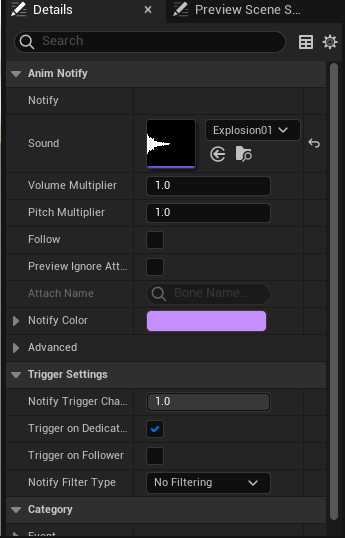 Details
Preview Scene S...
Search
Anim Notify
Notify
Sound
Explosion01
Volume Multiplier 1.0
Pitch Multiplier 1.0
Follow
Preview Ignore Att...
Attach Name
Bone Name...
Notify Color
Advanced
Trigger Settings
Notify Trigger Cha... 1.0
Trigger on Dedicat...
Trigger on Follower
Notify Filter Type No Filtering
Category
Event